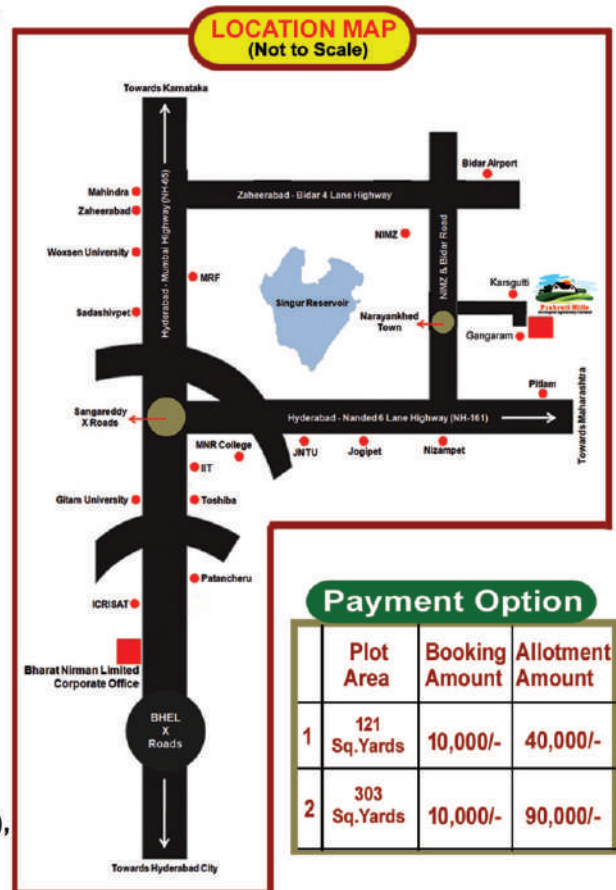 LOCATION MAP
(Not to Scale)
Towards Karnataka
Hyderabad - Mumbai Highway (NH-65)
Mahindra
Zaheerabad
Woxsen University
MRF
Sadashivpet
Zaheerabad - Bidar 4 Lane Highway
Bidar Airport
NIMZ
NIMZ & Bidar Road
Singur Reservoir
Narayankhed
Town
Karsgutti
Prakruti Hills
Gangaram
Pitlam
Towards Maharashtra
Sangareddy
X Roads
Hyderabad - Nanded 6 Lane Highway (NH-161)
MNR College
JNTU
Jogipet
Nizampet
IIT
Gitam University
Toshiba
Patancheru
ICRISAT
Bharat Nirman Limited
Corporate Office
BHEL
X
Roads
),
Towards Hyderabad City
Payment Option
Plot Area Booking Amount Allotment Amount
1 121 Sq.Yards 10,000/- 40,000/-
2 303 Sq.Yards 10,000/- 90,000/-